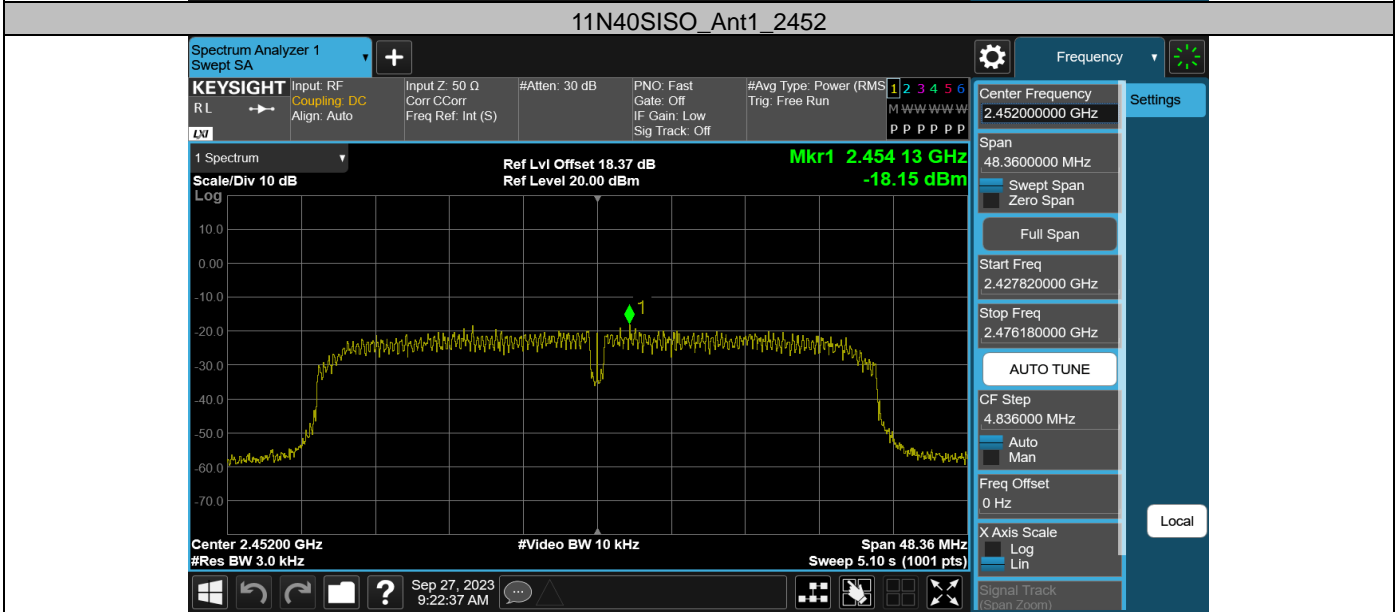 11N40SISO_Ant1_2452
Spectrum Analyzer 1
Swept SA
Frequency
KEYSIGHT
RL
LXI
Input: RF
Coupling: DC
Align: Auto
Input Z: 50 Ω
Corr CCorr
Freq Ref: Int (S)
#Atten: 30 dB
PNO: Fast
Gate: Off
IF Gain: Low
Sig Track: Off
#Avg Type: Power (RMS
Trig: Free Run
1 2 3 4 5 6
M W W W W W
P P P P P P
1 Spectrum
Scale/Div 10 dB
Ref Lvl Offset 18.37 dB
Ref Level 20.00 dBm
Mkr1 2.454 13 GHz
-18.15 dBm
Log
10.0
0.00
-10.0
-20.0
-30.0
-40.0
-50.0
-60.0
-70.0
1
Center 2.45200 GHz
#Res BW 3.0 kHz
#Video BW 10 kHz
Span 48.36 MHz
Sweep 5.10 s (1001 pts)
Center Frequency
2.452000000 GHz
Settings
Span
48.3600000 MHz
Swept Span
Zero Span
Full Span
Start Freq
2.427820000 GHz
Stop Freq
2.476180000 GHz
AUTO TUNE
CF Step
4.836000 MHz
Auto
Man
Freq Offset
0 Hz
X Axis Scale
Log
Lin
Local
Signal Track
(Span Zoom)
?
Sep 27, 2023
9:22:37 AM